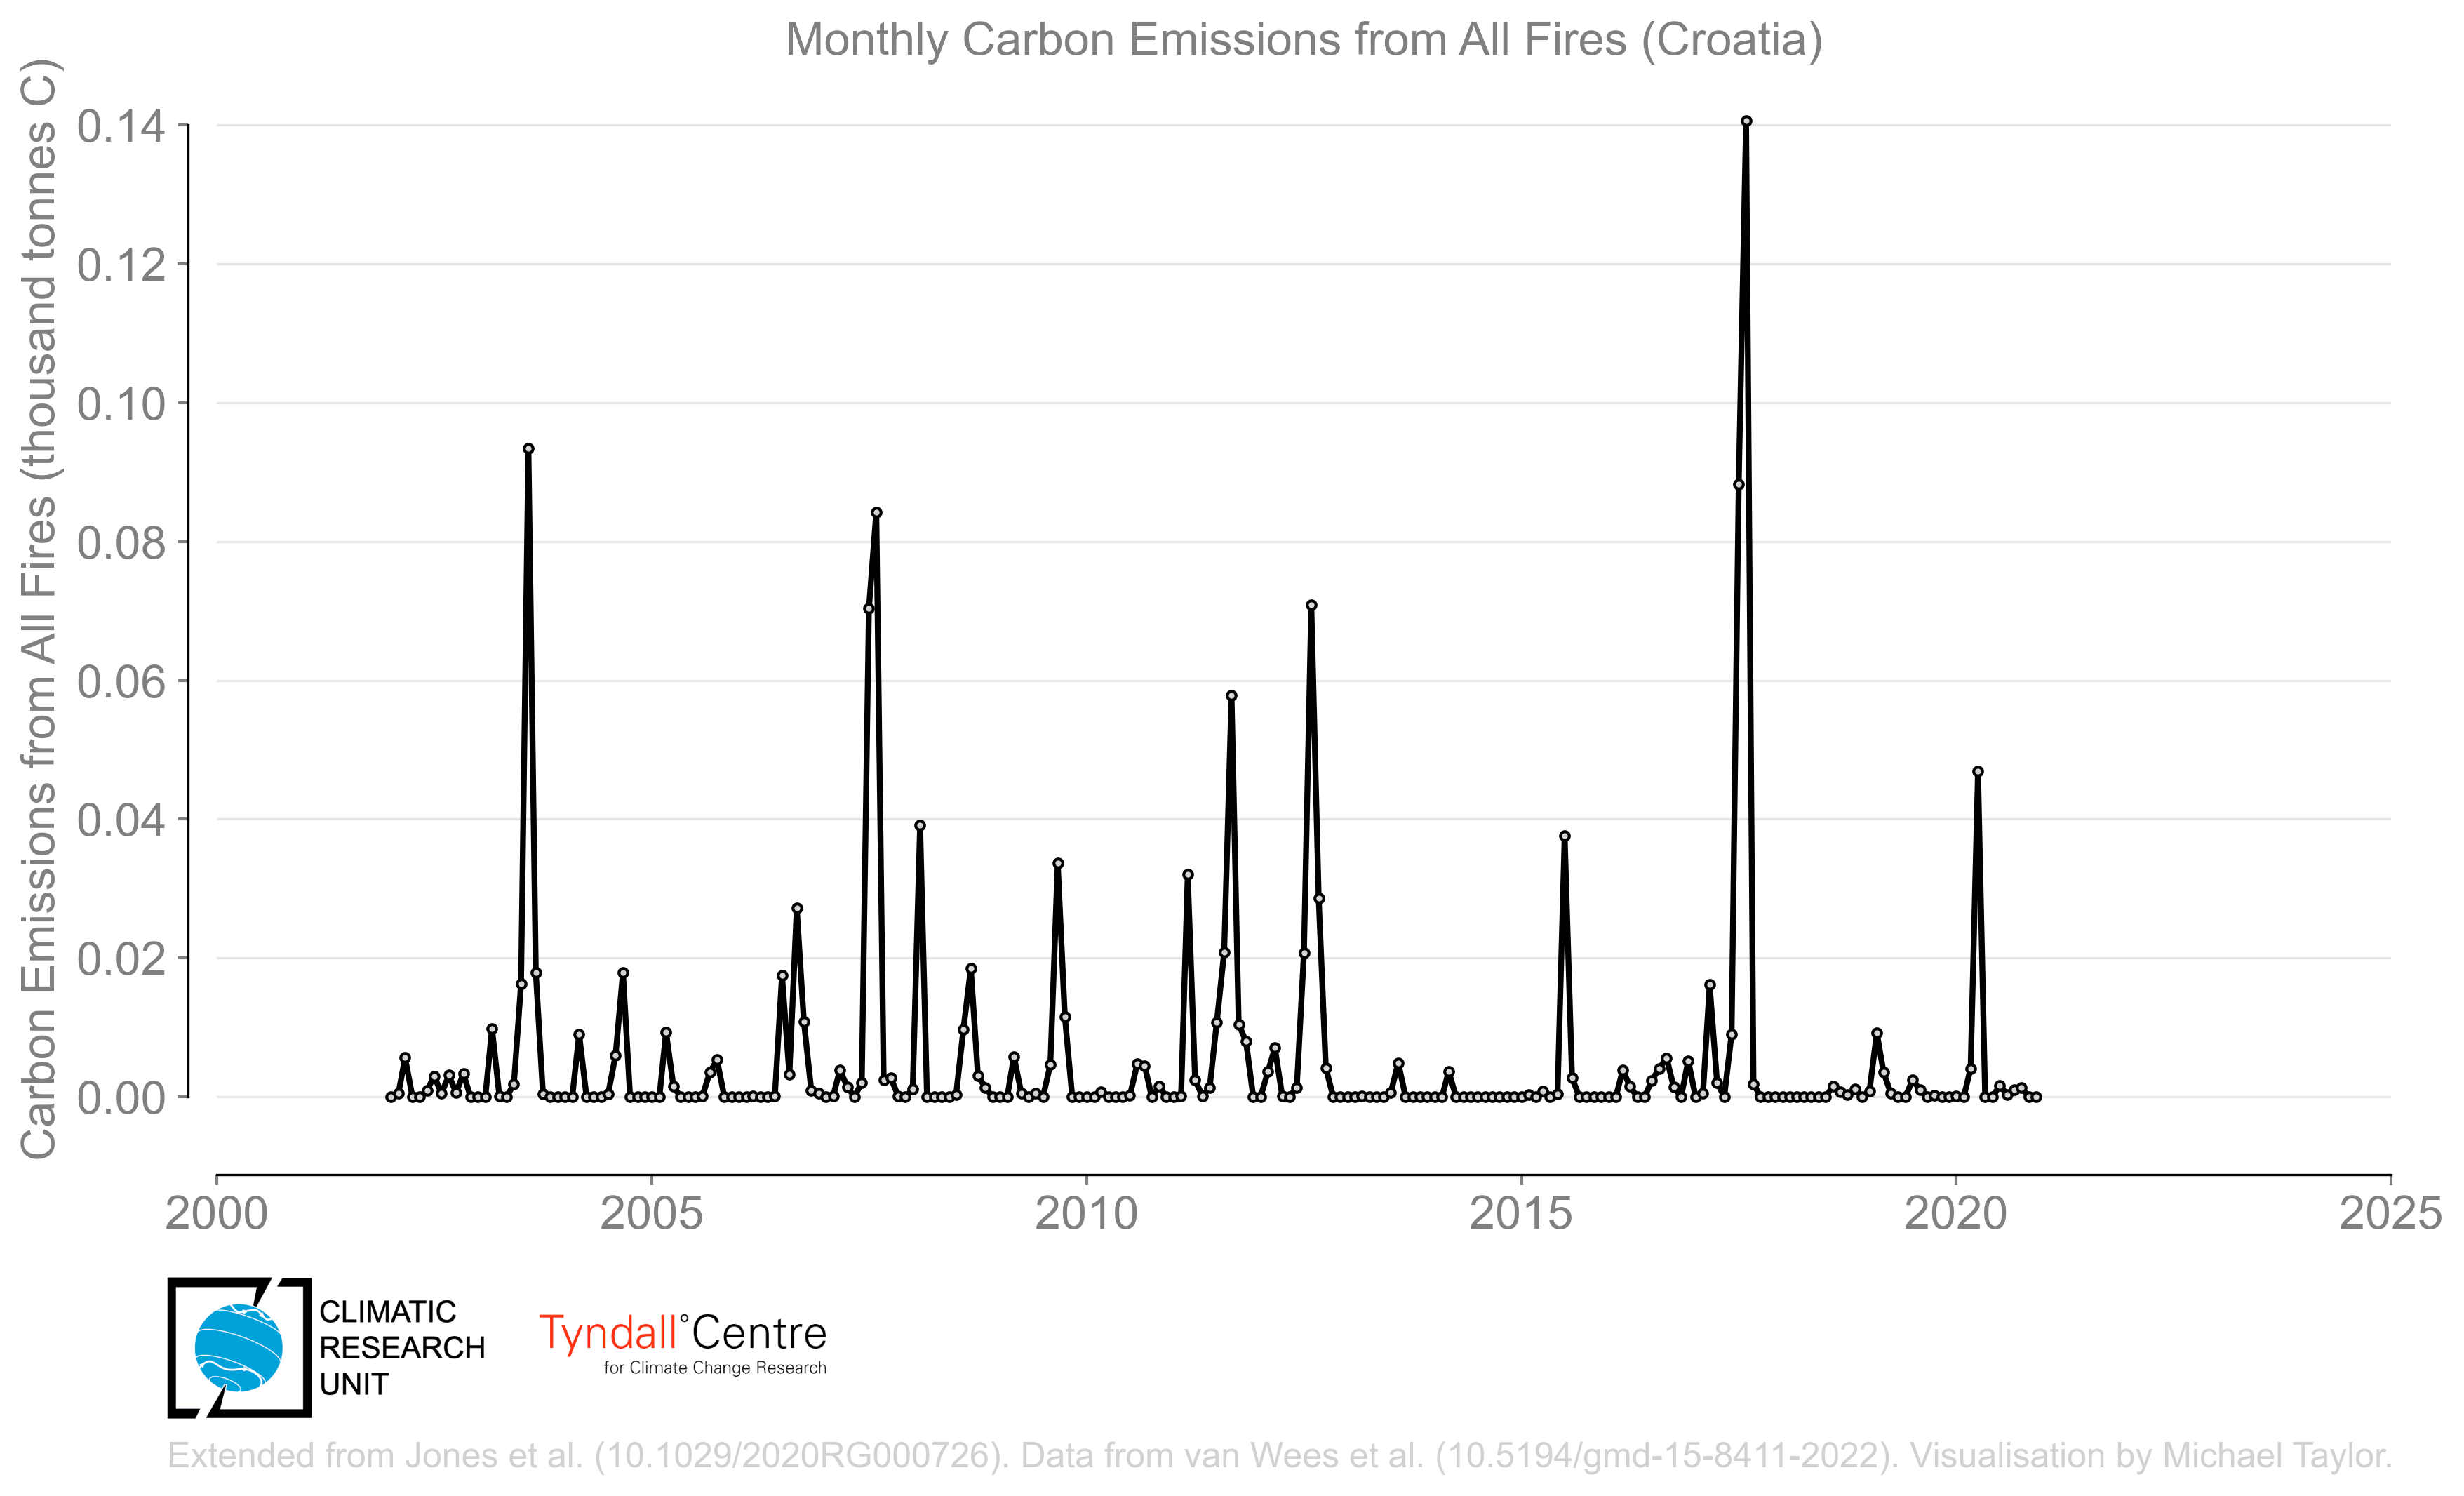 Monthly Carbon Emissions from All Fires (Croatia)
Carbon Emissions from All Fires (thousand tonnes C)
0.14
0.12
0.10
0.08
0.06
0.04
0.02
0.00
2000
2005
2010
2015
2020
2025
CLIMATIC
RESEARCH
UNIT
Tyndall°Centre
for Climate Change Research
Extended from Jones et al. (10.1029/2020RG000726). Data from van Wees et al. (10.5194/gmd-15-8411-2022). Visualisation by Michael Taylor.